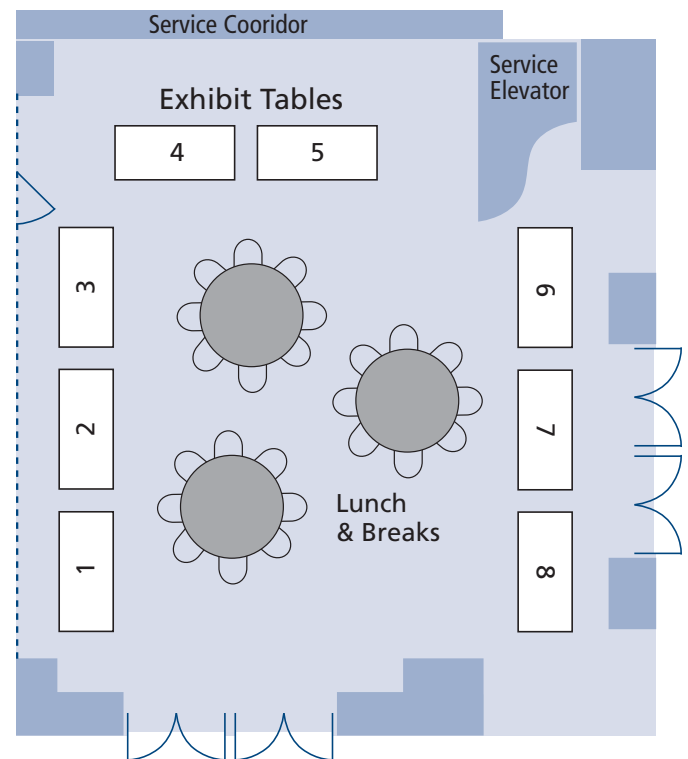 Service Cooridor
Service
Elevator
Exhibit Tables
4
5
3
6
2
7
1
8
Lunch
& Breaks